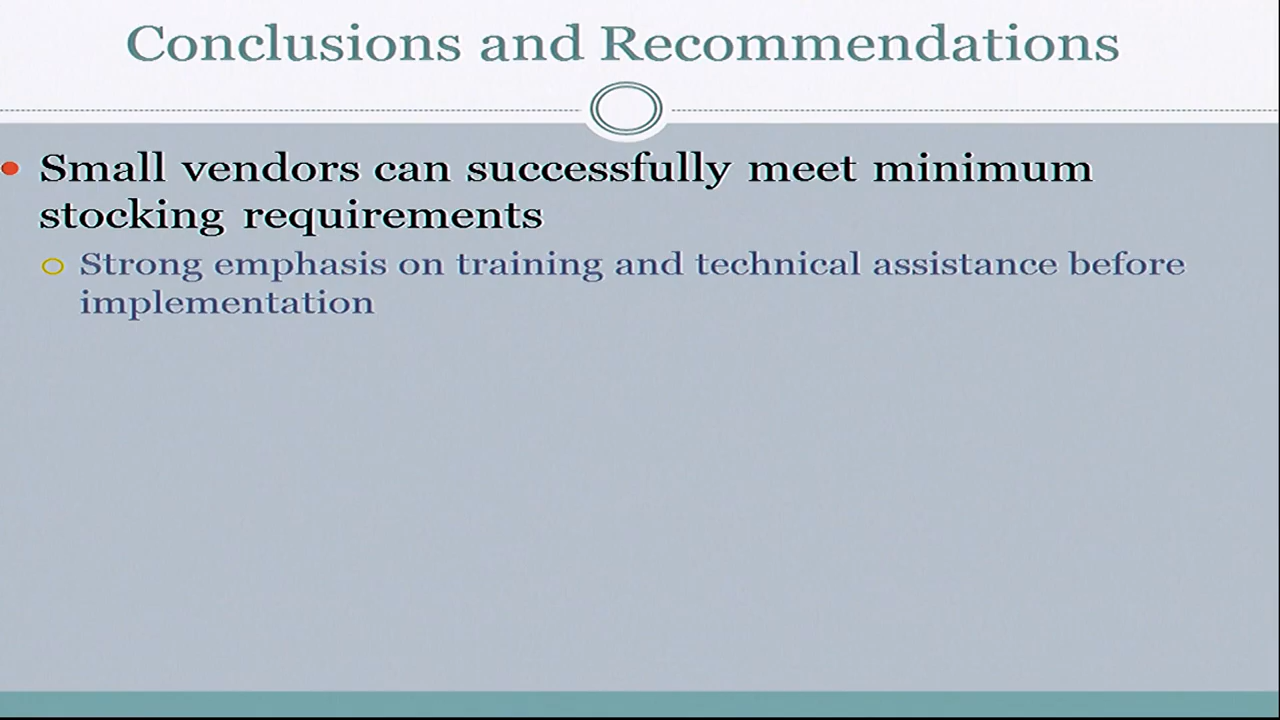 Conclusions and Recommendations
Small vendors can successfully meet minimum
stocking requirements
Strong emphasis on training and technical assistance before
implementation